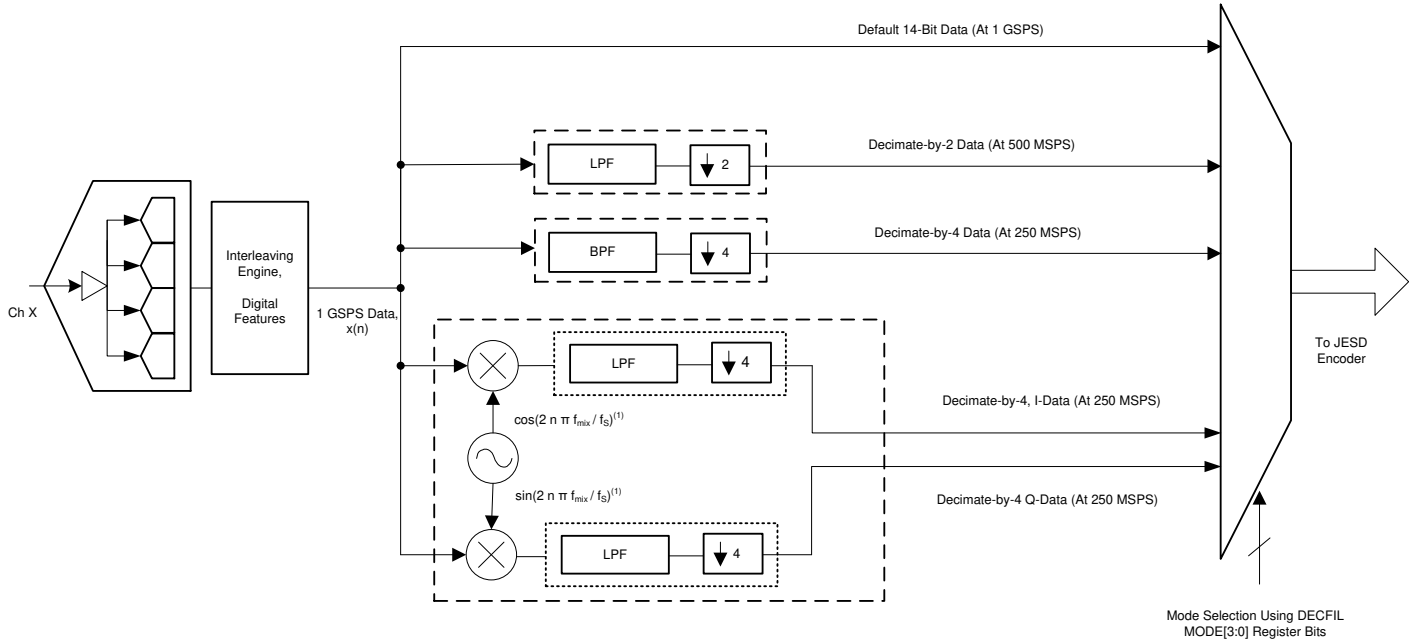 Default 14-Bit Data (At 1 GSPS)
LPF
2
Decimate-by-2 Data (At 500 MSPS)
BPF
4
Decimate-by-4 Data (At 250 MSPS)
Ch X
Interleaving
Engine,
Digital
Features
1 GSPS Data,
x(n)
LPF
4
cos(2 n π fmix / fS)(1)
Decimate-by-4, I-Data (At 250 MSPS)
sin(2 n π fmix / fS)(1)
Decimate-by-4 Q-Data (At 250 MSPS)
LPF
4
To JESD
Encoder
Mode Selection Using DECFIL
MODE[3:0] Register Bits